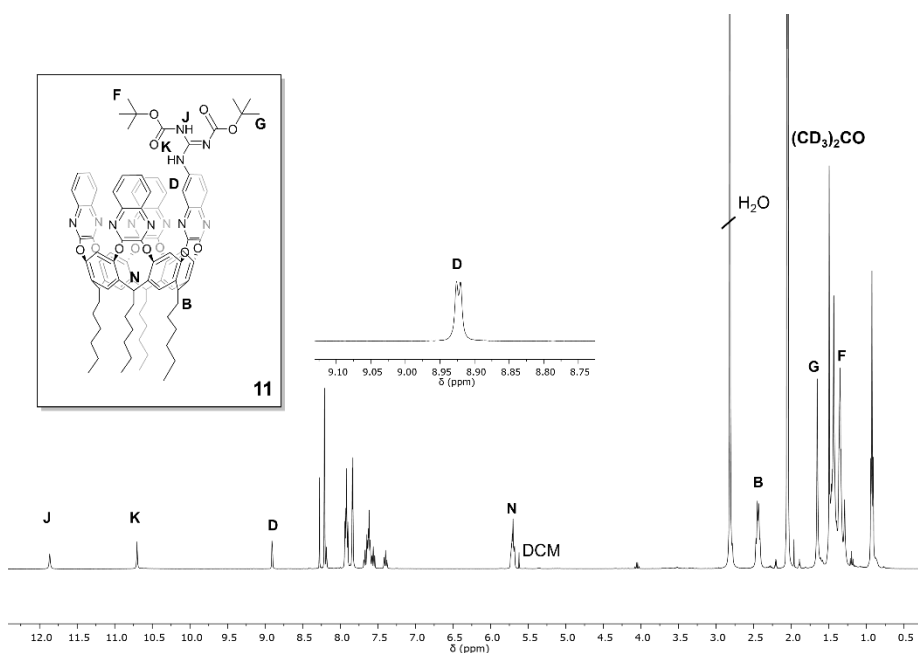 F
O
O
J
O
G
O
NH
K
N
HN
D
N N N N N N
O O O O O O
N
B
11
(CD₃)₂CO
H₂O
D
9.10 9.05 9.00 8.95 8.90 8.85 8.80 8.75
δ (ppm)
G
F
B
N
DCM
J
K
D
12.0 11.5 11.0 10.5 10.0 9.5 9.0 8.5 8.0 7.5 7.0 6.5 6.0 5.5 5.0 4.5 4.0 3.5 3.0 2.5 2.0 1.5 1.0 0.5
δ (ppm)